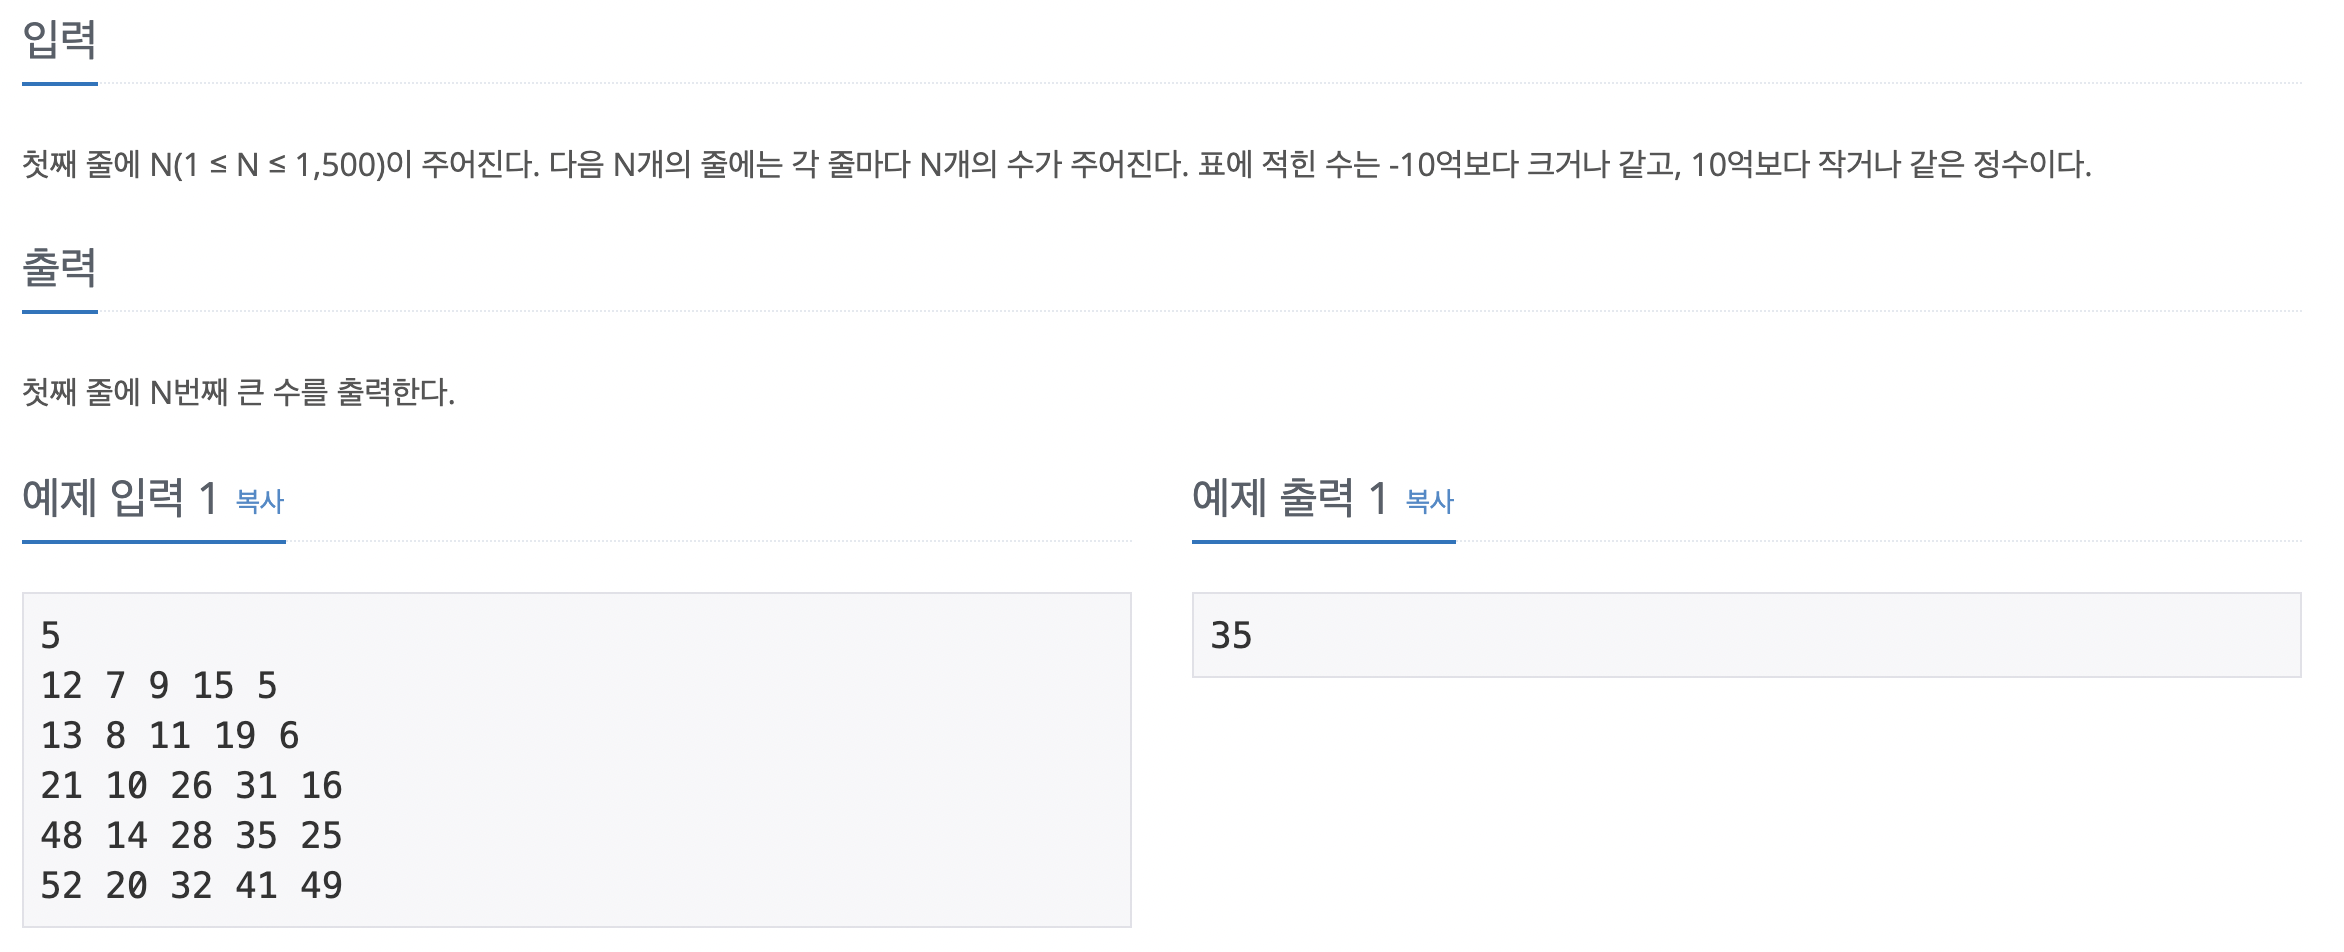 입력
첫째 줄에 N(1 ≤ N ≤ 1,500)이 주어진다. 다음 N개의 줄에는 각 줄마다 N개의 수가 주어진다. 표에 적힌 수는 -10억보다 크거나 같고, 10억보다 작거나 같은 정수이다.
출력
첫째 줄에 N번째 큰 수를 출력한다.
예제 입력 1 복사
5
12 7 9 15 5
13 8 11 19 6
21 10 26 31 16
48 14 28 35 25
52 20 32 41 49
예제 출력 1 복사
35